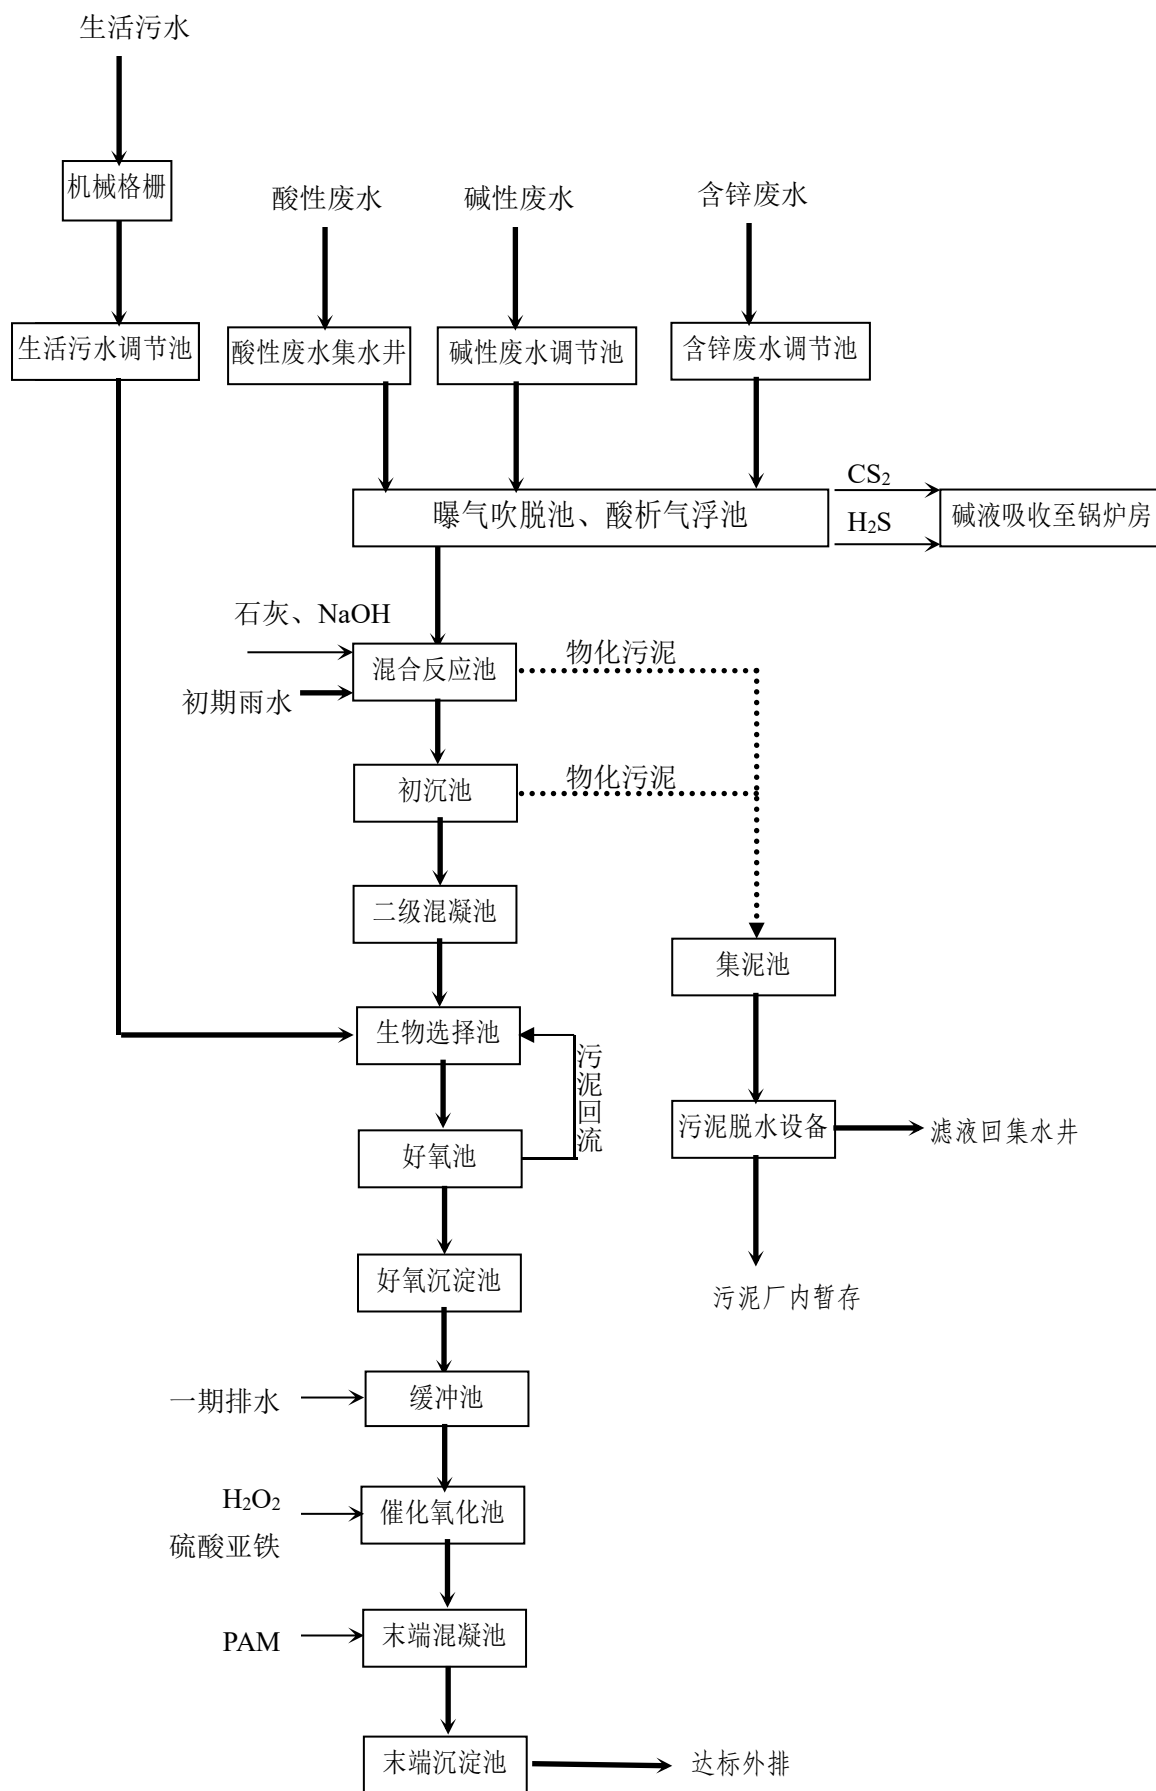 生活污水
机械格栅
酸性废水
碱性废水
含锌废水
生活污水调节池
酸性废水集水井
碱性废水调节池
含锌废水调节池
曝气吹脱池、酸析气浮池
CS₂
H₂S
碱液吸收至锅炉房
石灰、NaOH
混合反应池
物化污泥
初期雨水
初沉池
物化污泥
二级混凝池
集泥池
生物选择池
污泥回流
污泥脱水设备
滤液回集水井
好氧池
好氧沉淀池
污泥厂内暂存
一期排水
缓冲池
H₂O₂
硫酸亚铁
催化氧化池
PAM
末端混凝池
末端沉淀池
达标外排